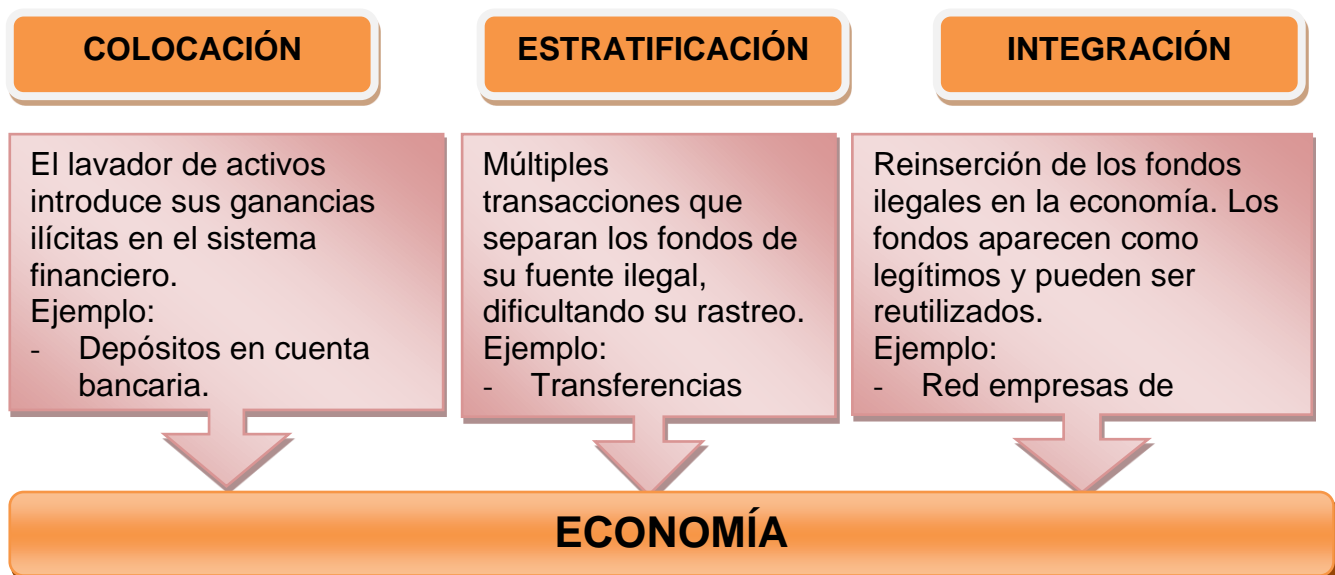 COLOCACIÓN
ESTRATIFICACIÓN
INTEGRACIÓN
El lavador de activos
introduce sus ganancias
ilícitas en el sistema
financiero.
Ejemplo:
- Depósitos en cuenta
bancaria.
Múltiples
transacciones que
separan los fondos de
su fuente ilegal,
dificultando su rastreo.
Ejemplo:
- Transferencias
Reinserción de los fondos
ilegales en la economía. Los
fondos aparecen como
legítimos y pueden ser
reutilizados.
Ejemplo:
- Red empresas de
ECONOMÍA